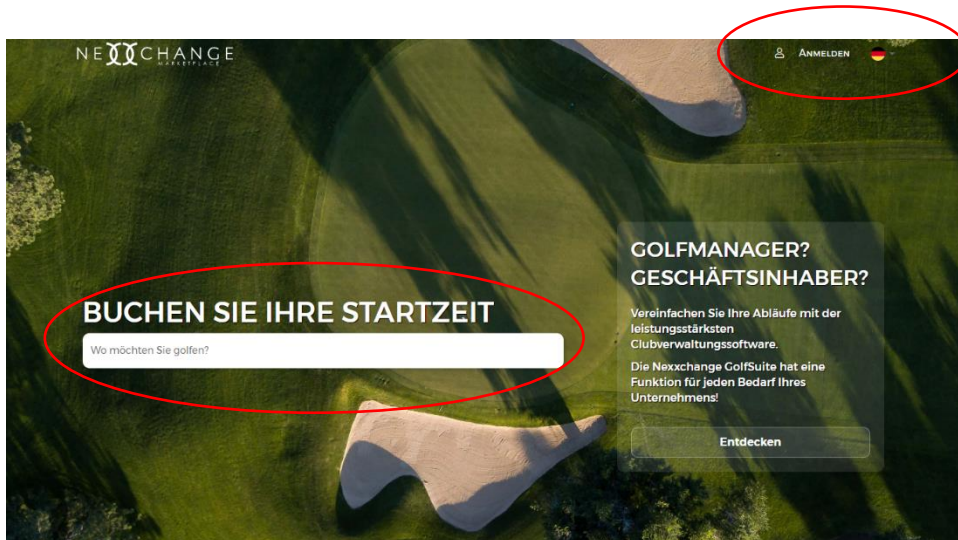 NEXXCHANGE
MARKETPLACE
ANMELDEN
BUCHEN SIE IHRE STARTZEIT
Wo möchten Sie golfen?
GOLFMANAGER?
GESCHÄFTSINHABER?
Vereinfachen Sie Ihre Abläufe mit der
leistungsstärksten
Clubverwaltungssoftware.
Die Nexxchange GolfSuite hat eine
Funktion für jeden Bedarf Ihres
Unternehmens!
Entdecken